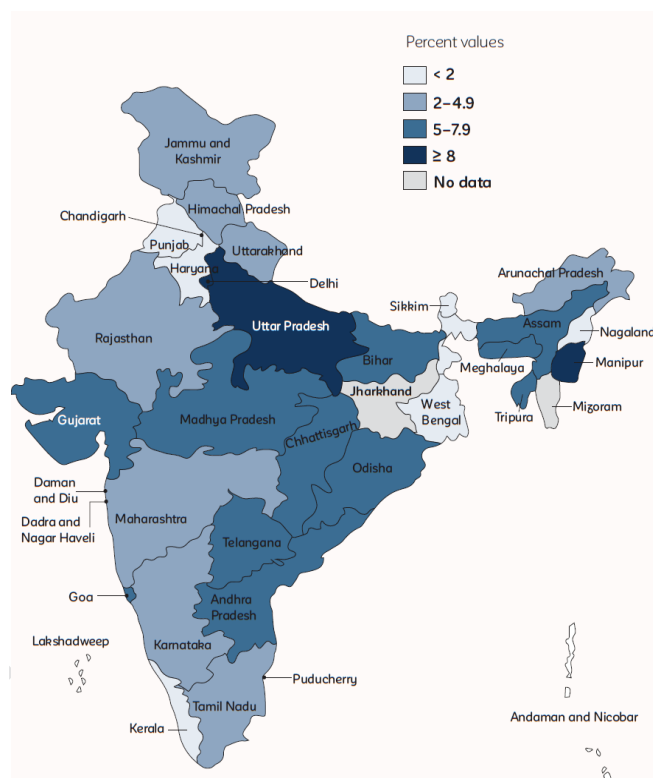 Percent values
< 2
2–4.9
5–7.9
≥ 8
No data
Jammu and
Kashmir
Himachal Pradesh
Chandigarh
Punjab
Uttarakhand
Haryana
Delhi
Arunachal Pradesh
Sikkim
Uttar Pradesh
Assam
Nagaland
Rajasthan
Bihar
Meghalaya
Manipur
Jharkhand
West
Bengal
Mizoram
Tripura
Gujarat
Madhya Pradesh
Chhattisgarh
Odisha
Daman
and Diu
Dadra and
Nagar Haveli
Maharashtra
Telangana
Goa
Andhra
Pradesh
Lakshadweep
Karnataka
Puducherry
Tamil Nadu
Kerala
Andaman and Nicobar